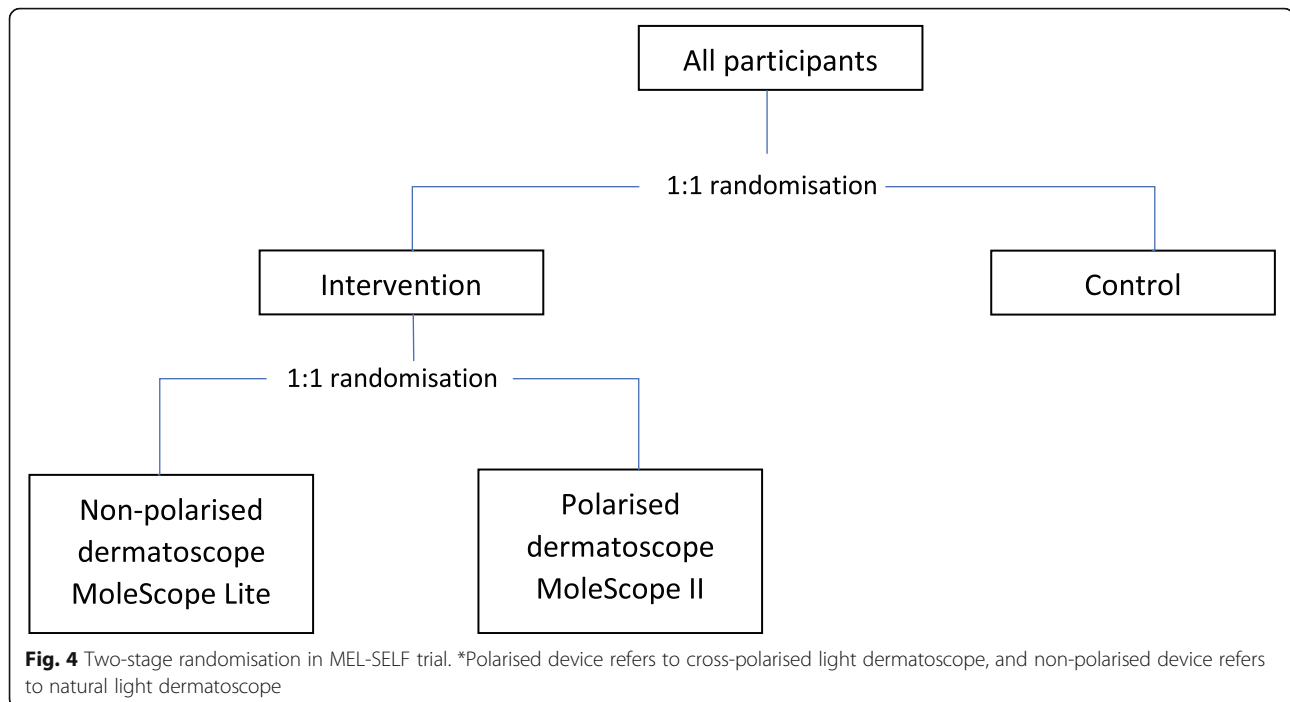 All participants
1:1 randomisation
Intervention
Control
1:1 randomisation
Non-polarised
dermatoscope
MoleScope Lite
Polarised
dermatoscope
MoleScope II
Fig. 4 Two-stage randomisation in MEL-SELF trial. *Polarised device refers to cross-polarised light dermatoscope, and non-polarised device refers
to natural light dermatoscope